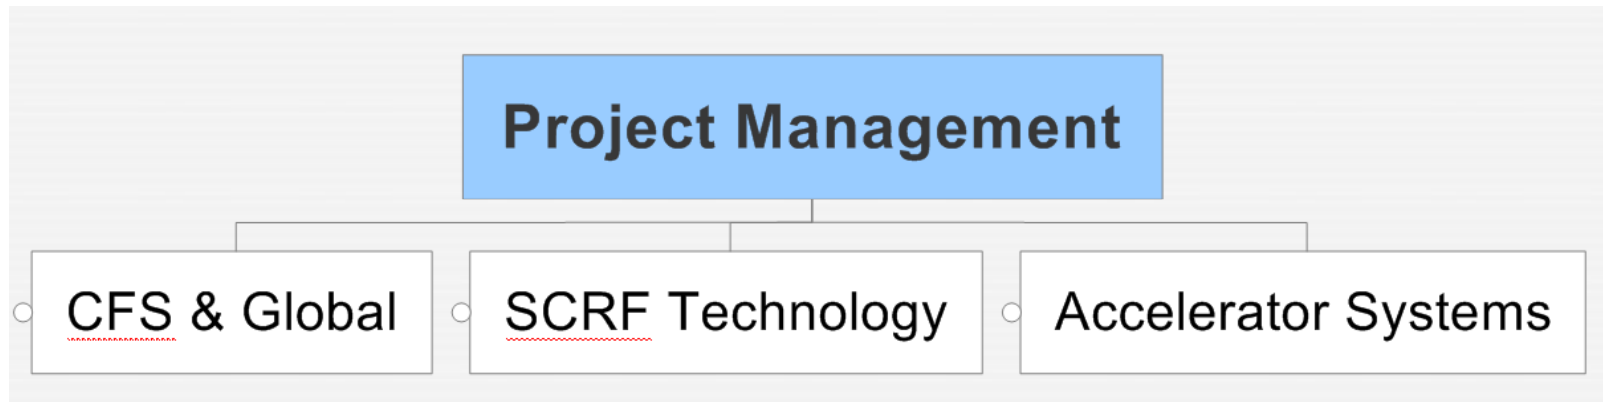 Project Management
CFS & Global
SCRF Technology
Accelerator Systems